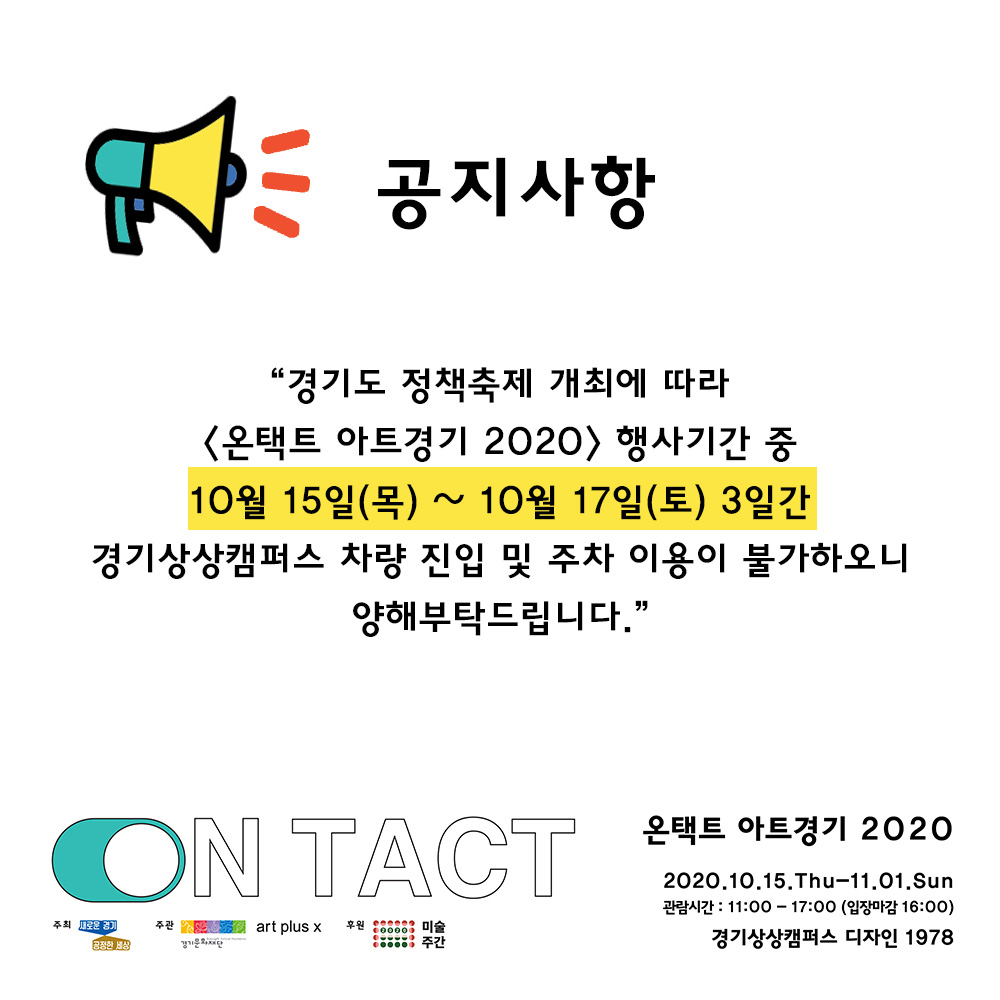 공지사항
“경기도 정책축제 개최에 따라
<온택트 아트경기 2020> 행사기간 중
10월 15일(목) ~ 10월 17일(토) 3일간
경기상상캠퍼스 차량 진입 및 주차 이용이 불가하오니
양해부탁드립니다.”
ON TACT
온택트 아트경기 2020
2020.10.15.Thu-11.01.Sun
관람시간 : 11:00 - 17:00 (입장마감 16:00)
경기상상캠퍼스 디자인 1978
주최 새로운 경기 공정한 세상
주관 경기문화재단 art plus x
후원 2020 미술 주간